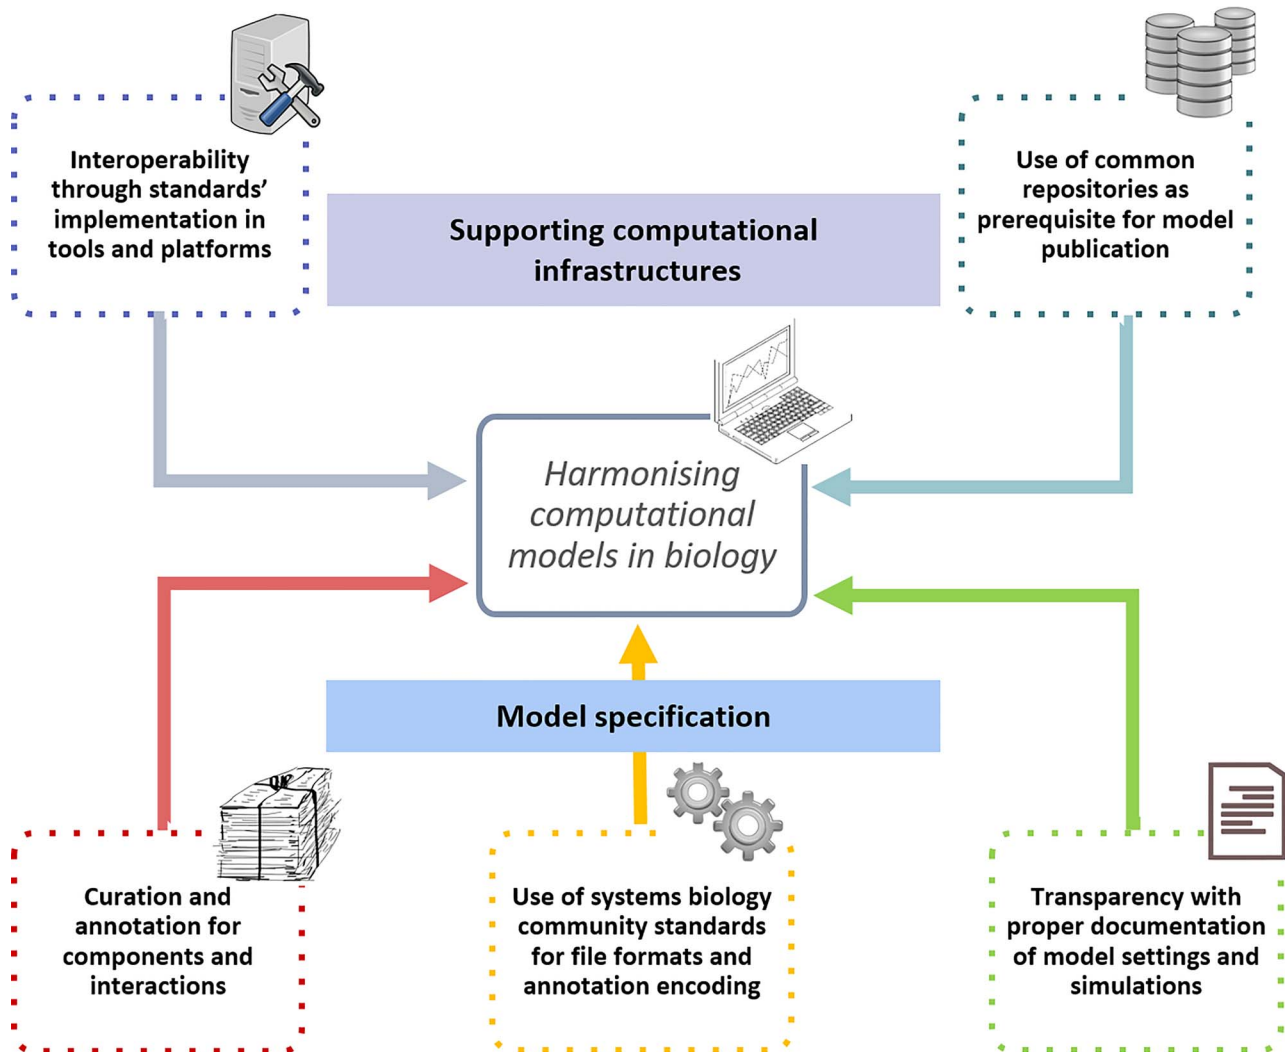 Interoperability
through standards’
implementation in
tools and platforms
Supporting computational
infrastructures
Use of common
repositories as
prerequisite for model
publication
Harmonising
computational
models in biology
Model specification
Curation and
annotation for
components and
interactions
Use of systems biology
community standards
for file formats and
annotation encoding
Transparency with
proper documentation
of model settings and
simulations